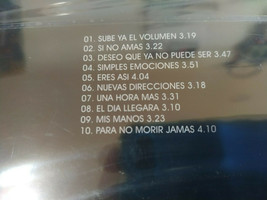 01. SUBE YA EL VOLUMEN 3.19
02. SI NO AMAS 3.22
03. DESEO QUE YA NO PUEDE SER 3.47
04. SIMPLES EMOCIONES 3.51
05. ERES ASI 4.04
06. NUEVAS DIRECCIONES 3.18
07. UNA HORA MAS 3.31
08. EL DIA LLEGARA 3.10
09. MIS MANOS 3.23
10. PARA NO MORIR JAMAS 4.10